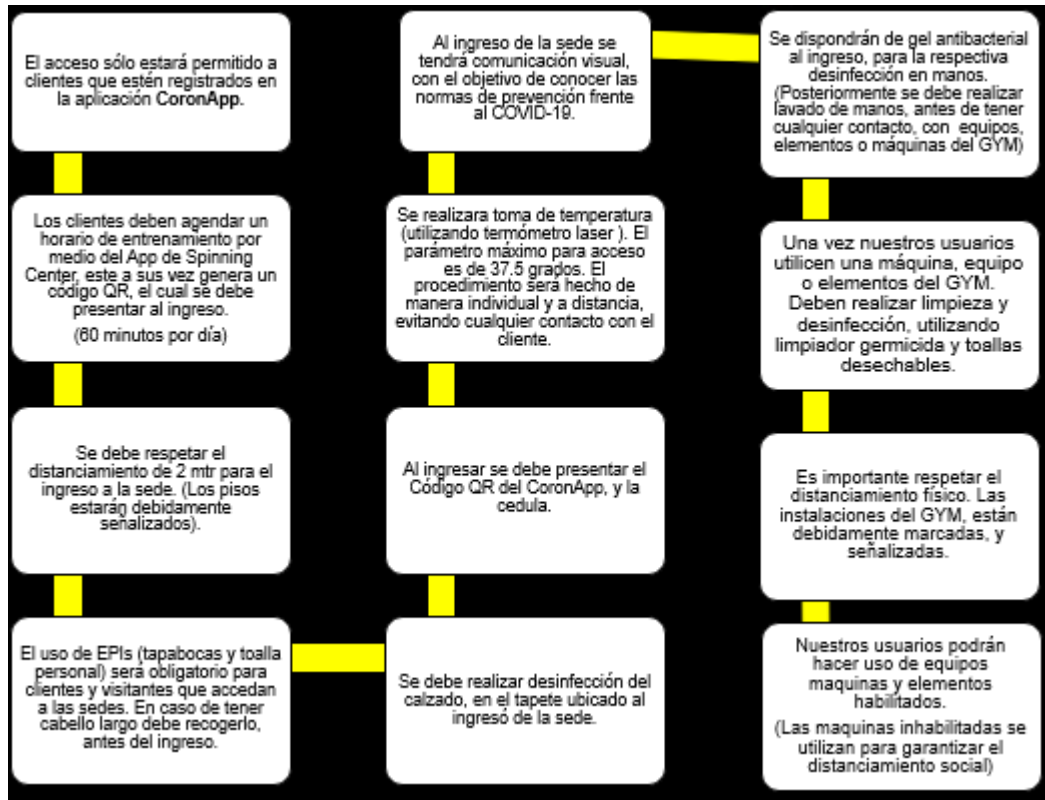 El acceso sólo estará permitido a
clientes que estén registrados en
la aplicación CoronApp.
Los clientes deben agendar un
horario de entrenamiento por
medio del App de Spinning
Center, este a sus vez genera un
código QR, el cual se debe
presentar al ingreso.
(60 minutos por día)
Se debe respetar el
distanciamiento de 2 mtr para el
ingreso a la sede. (Los pisos
estarán debidamente
señalizados).
El uso de EPIs (tapabocas y toalla
personal) será obligatorio para
clientes y visitantes que accedan
a las sedes. En caso de tener
cabello largo debe recogerlo,
antes del ingreso.
Se debe realizar desinfección del
calzado, en el tapete ubicado al
ingresó de la sede.
Al ingresar se debe presentar el
Código QR del CoronApp, y la
cedula.
Se realizara toma de temperatura
(utilizando termómetro laser ). El
parámetro máximo para acceso
es de 37.5 grados. El
procedimiento será hecho de
manera individual y a distancia,
evitando cualquier contacto con el
cliente.
Al ingreso de la sede se
tendrá comunicación visual,
con el objetivo de conocer las
normas de prevención frente
al COVID-19.
Se dispondrán de gel antibacterial
al ingreso, para la respectiva
desinfección en manos.
(Posteriormente se debe realizar
lavado de manos, antes de tener
cualquier contacto, con equipos,
elementos o máquinas del GYM)
Una vez nuestros usuarios
utilicen una máquina, equipo
o elementos del GYM.
Deben realizar limpieza y
desinfección, utilizando
limpiador germicida y toallas
desechables.
Es importante respetar el
distanciamiento físico. Las
instalaciones del GYM, están
debidamente marcadas, y
señalizadas.
Nuestros usuarios podrán
hacer uso de equipos
maquinas y elementos
habilitados.
(Las maquinas inhabilitadas se
utilizan para garantizar el
distanciamiento social)